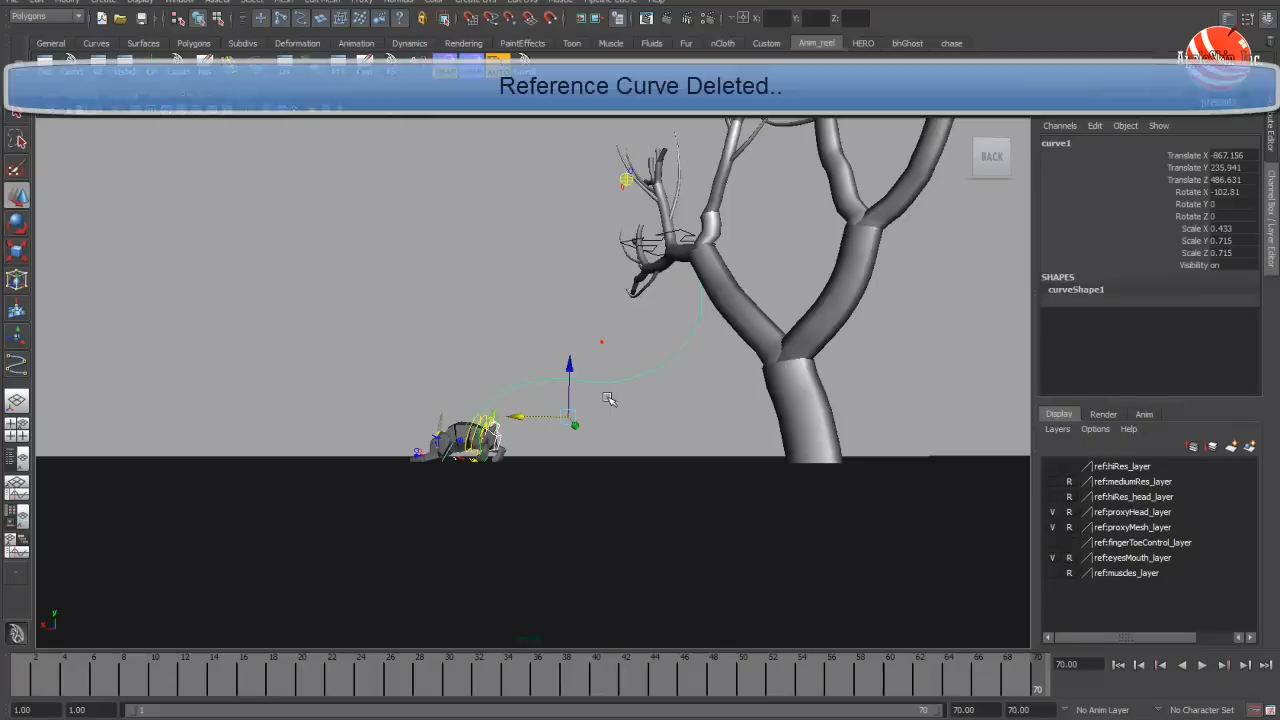 Polygons
X:
Y:
Z:
General Curves Surfaces Polygons Subdivs Deformation Animation Dynamics Rendering PaintEffects Toon Muscle Fluids Fur nCloth Custom Anim_reel HERO bhGhost chase
Reference Curve Deleted..
presents
Channels Edit Object Show
curve1
Translate X -867.156
Translate Y 235.941
Translate Z 486.631
Rotate X -102.81
Rotate Y 0
Rotate Z 0
Scale X 0.433
Scale Y 0.715
Scale Z 0.715
Visibility on
SHAPES
curveShape1
BACK
Channel Box / Layer Editor
Display Render Anim
Layers Options Help
ref:hiRes_layer
R ref:mediumRes_layer
R ref:hiRes_head_layer
V R ref:proxyHead_layer
V R ref:proxyMesh_layer
ref:fingerToeControl_layer
V R ref:eyesMouth_layer
R ref:muscles_layer
y
x
2 4 6 8 10 12 14 16 18 20 22 24 26 28 30 32 34 36 38 40 42 44 46 48 50 52 54 56 58 60 62 64 66 68 70
70
70.00
1.00 1.00 1 70 70.00 70.00 No Anim Layer No Character Set